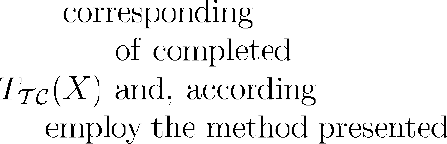 corresponding
of completed
T_{\mathcal{TC}}(X) and, according
employ the method presented